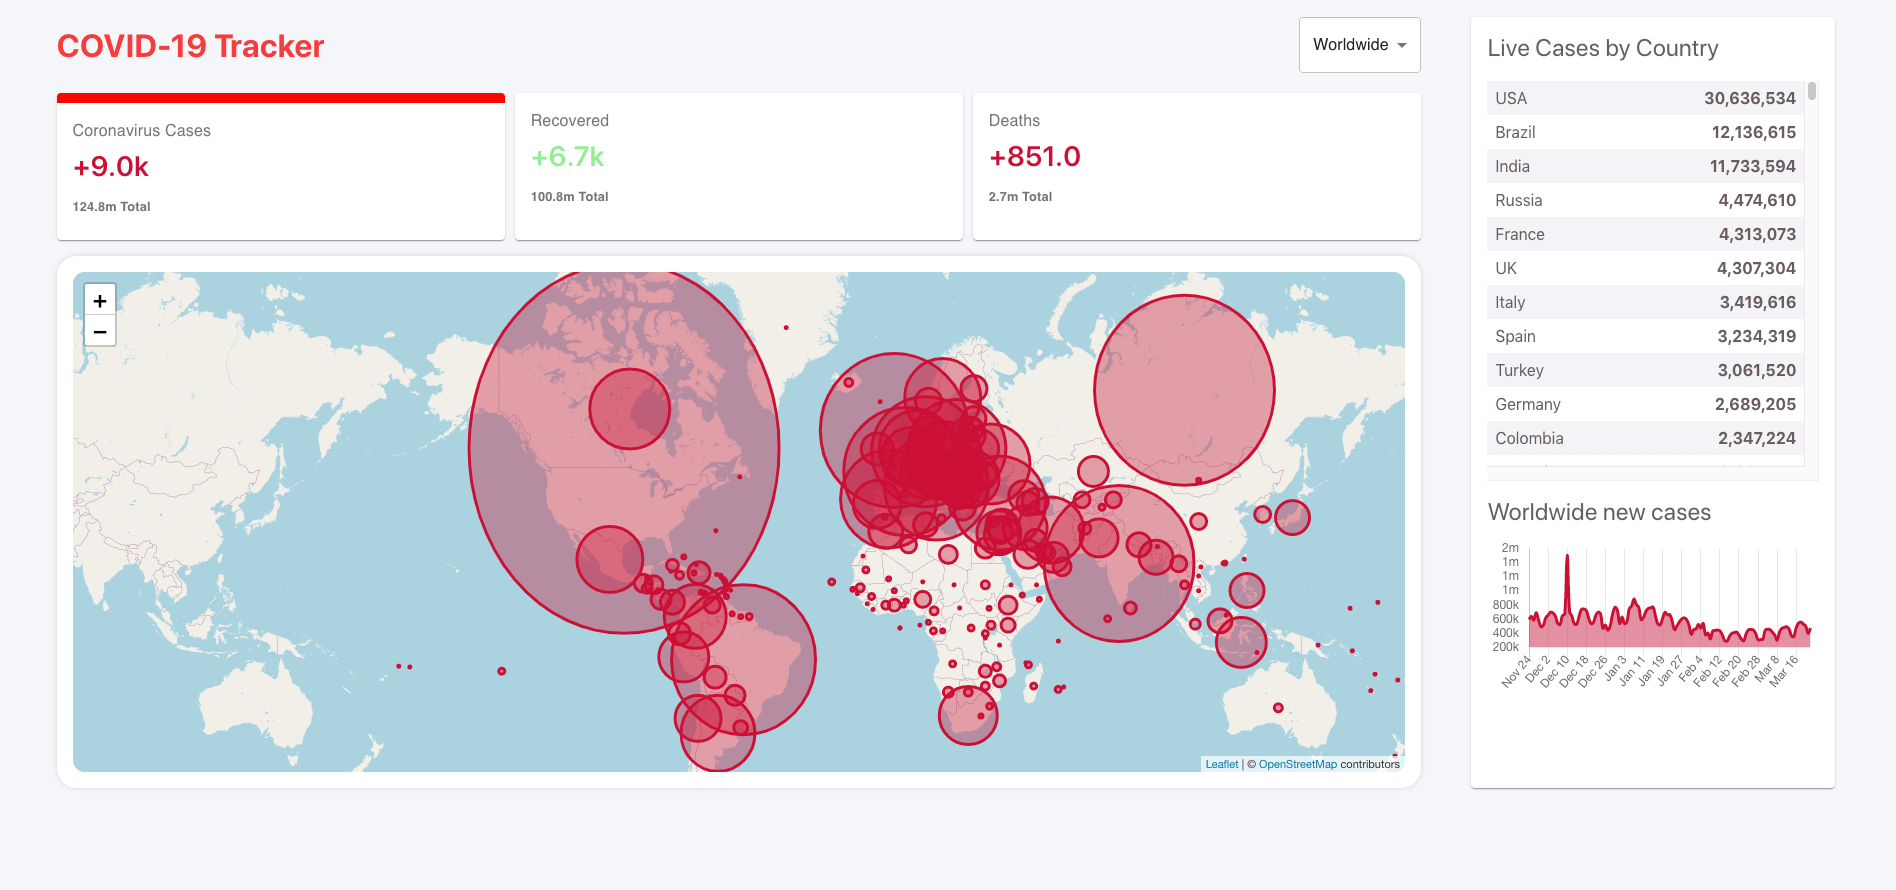 COVID-19 Tracker
Worldwide
Coronavirus Cases
+9.0k
124.8m Total
Recovered
+6.7k
100.8m Total
Deaths
+851.0
2.7m Total
+
−
Leaflet | © OpenStreetMap contributors
Live Cases by Country
USA 30,636,534
Brazil 12,136,615
India 11,733,594
Russia 4,474,610
France 4,313,073
UK 4,307,304
Italy 3,419,616
Spain 3,234,319
Turkey 3,061,520
Germany 2,689,205
Colombia 2,347,224
Worldwide new cases
2m
1m
1m
1m
800k
600k
400k
200k
Nov 24
Dec 2
Dec 10
Dec 18
Dec 26
Jan 3
Jan 11
Jan 19
Jan 27
Feb 4
Feb 12
Feb 20
Feb 28
Mar 8
Mar 16